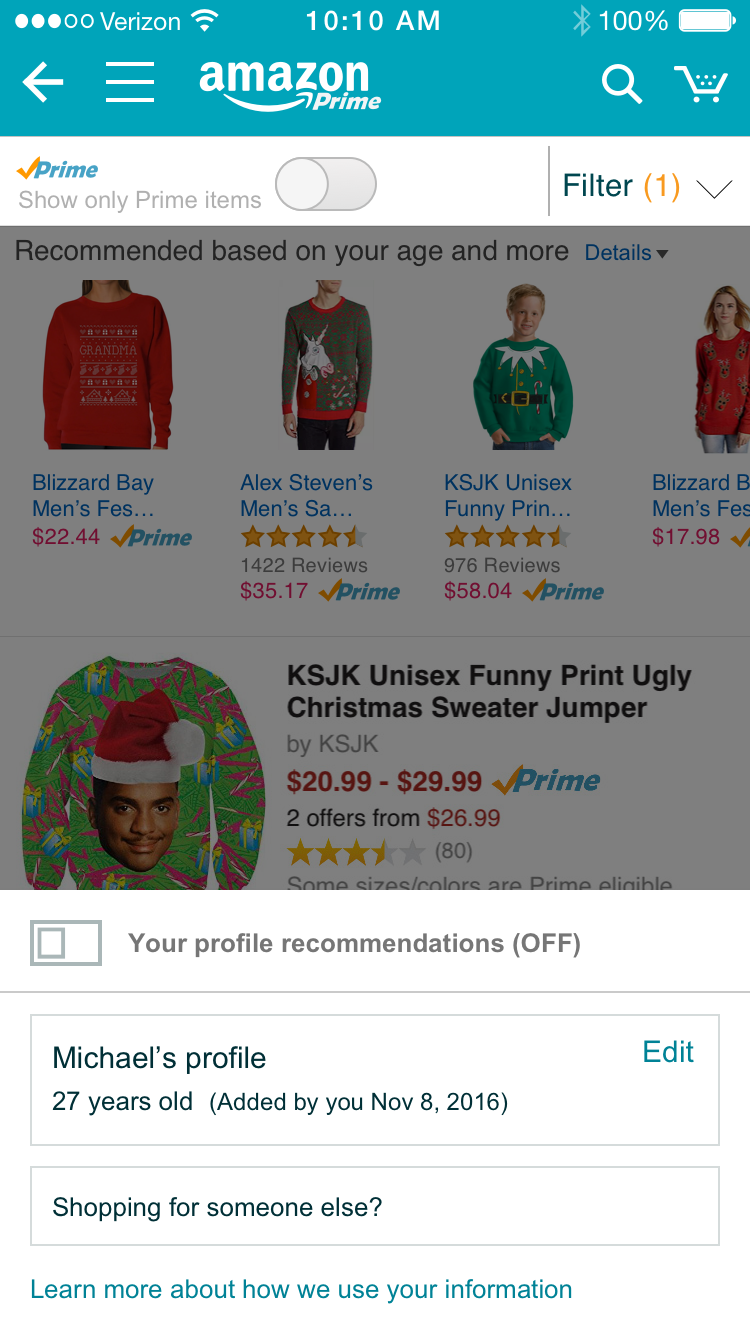 Verizon 10:10 AM 100%
amazon
Prime
Prime
Show only Prime items
Filter (1)
Recommended based on your age and more Details
GRANDMA
Blizzard Bay
Men's Fes...
$22.44 Prime
Alex Steven's
Men's Sa...
1422 Reviews
$35.17 Prime
KSJK Unisex
Funny Prin...
976 Reviews
$58.04 Prime
Blizzard B
Men's Fes
$17.98
KSJK Unisex Funny Print Ugly
Christmas Sweater Jumper
by KSJK
$20.99 - $29.99 Prime
2 offers from $26.99
(80)
Some sizes/colors are Prime eligible
Your profile recommendations (OFF)
Michael's profile
Edit
27 years old (Added by you Nov 8, 2016)
Shopping for someone else?
Learn more about how we use your information